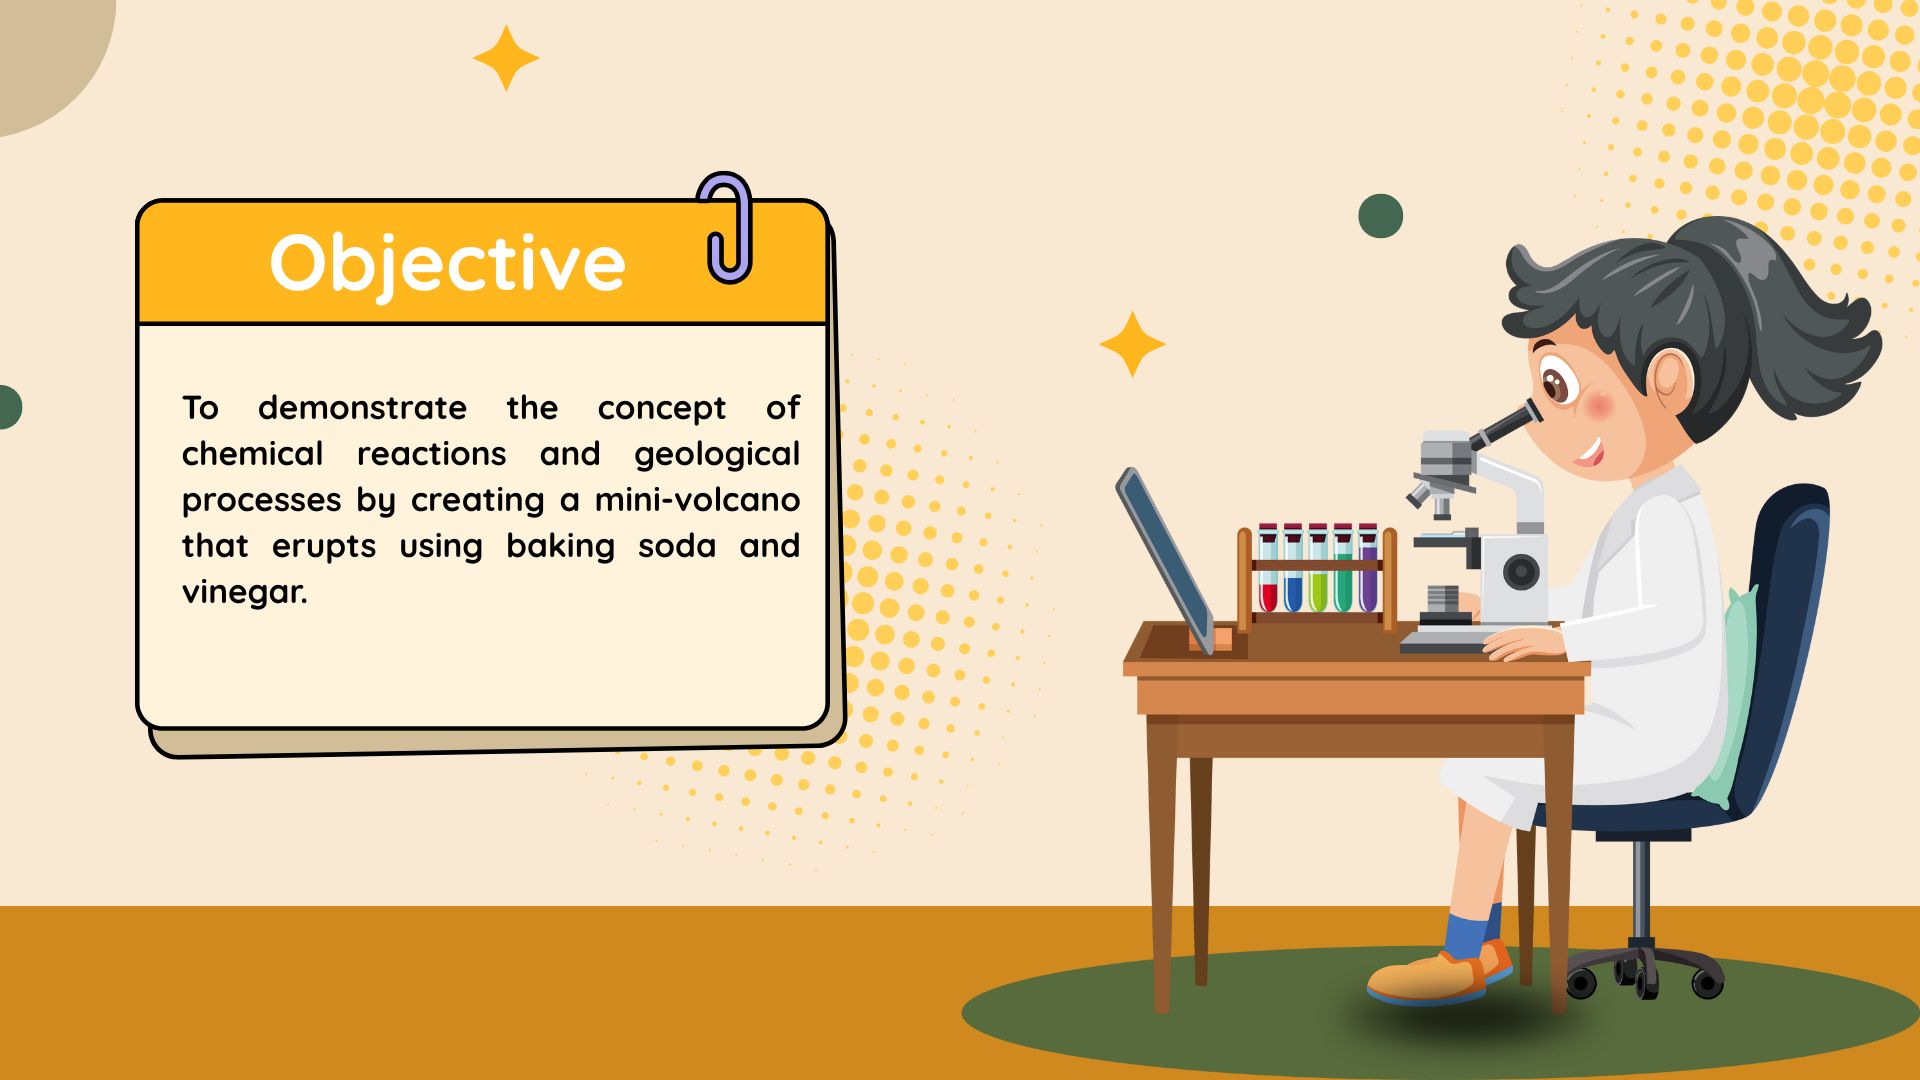 Objective
To demonstrate the concept of
chemical reactions and geological
processes by creating a mini-volcano
that erupts using baking soda and
vinegar.